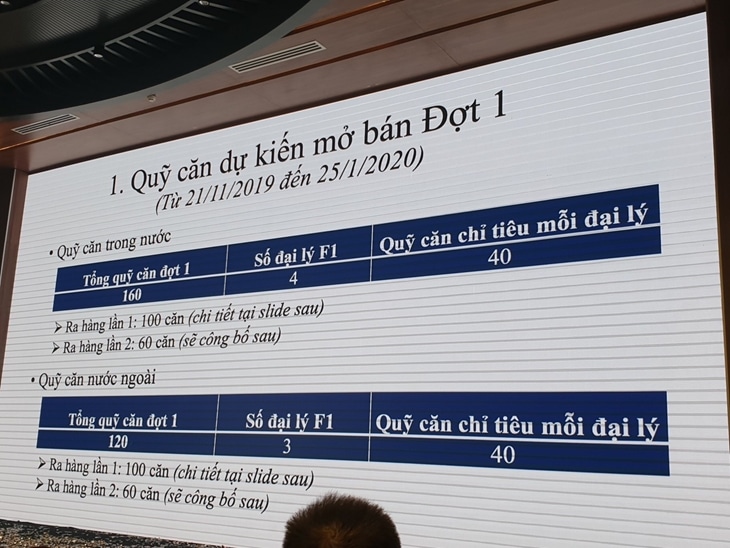 1. Quỹ căn dự kiến mở bán Đợt 1
(Từ 21/11/2019 đến 25/1/2020)
• Quỹ căn trong nước
Tổng quỹ căn đợt 1 Số đại lý F1 Quỹ căn chỉ tiêu mỗi đại lý
160 4 40
➢ Ra hàng lần 1: 100 căn (chi tiết tại slide sau)
➢ Ra hàng lần 2: 60 căn (sẽ công bố sau)
• Quỹ căn nước ngoài
Tổng quỹ căn đợt 1 Số đại lý F1 Quỹ căn chỉ tiêu mỗi đại lý
120 3 40
➢ Ra hàng lần 1: 100 căn (chi tiết tại slide sau)
➢ Ra hàng lần 2: 60 căn (sẽ công bố sau)